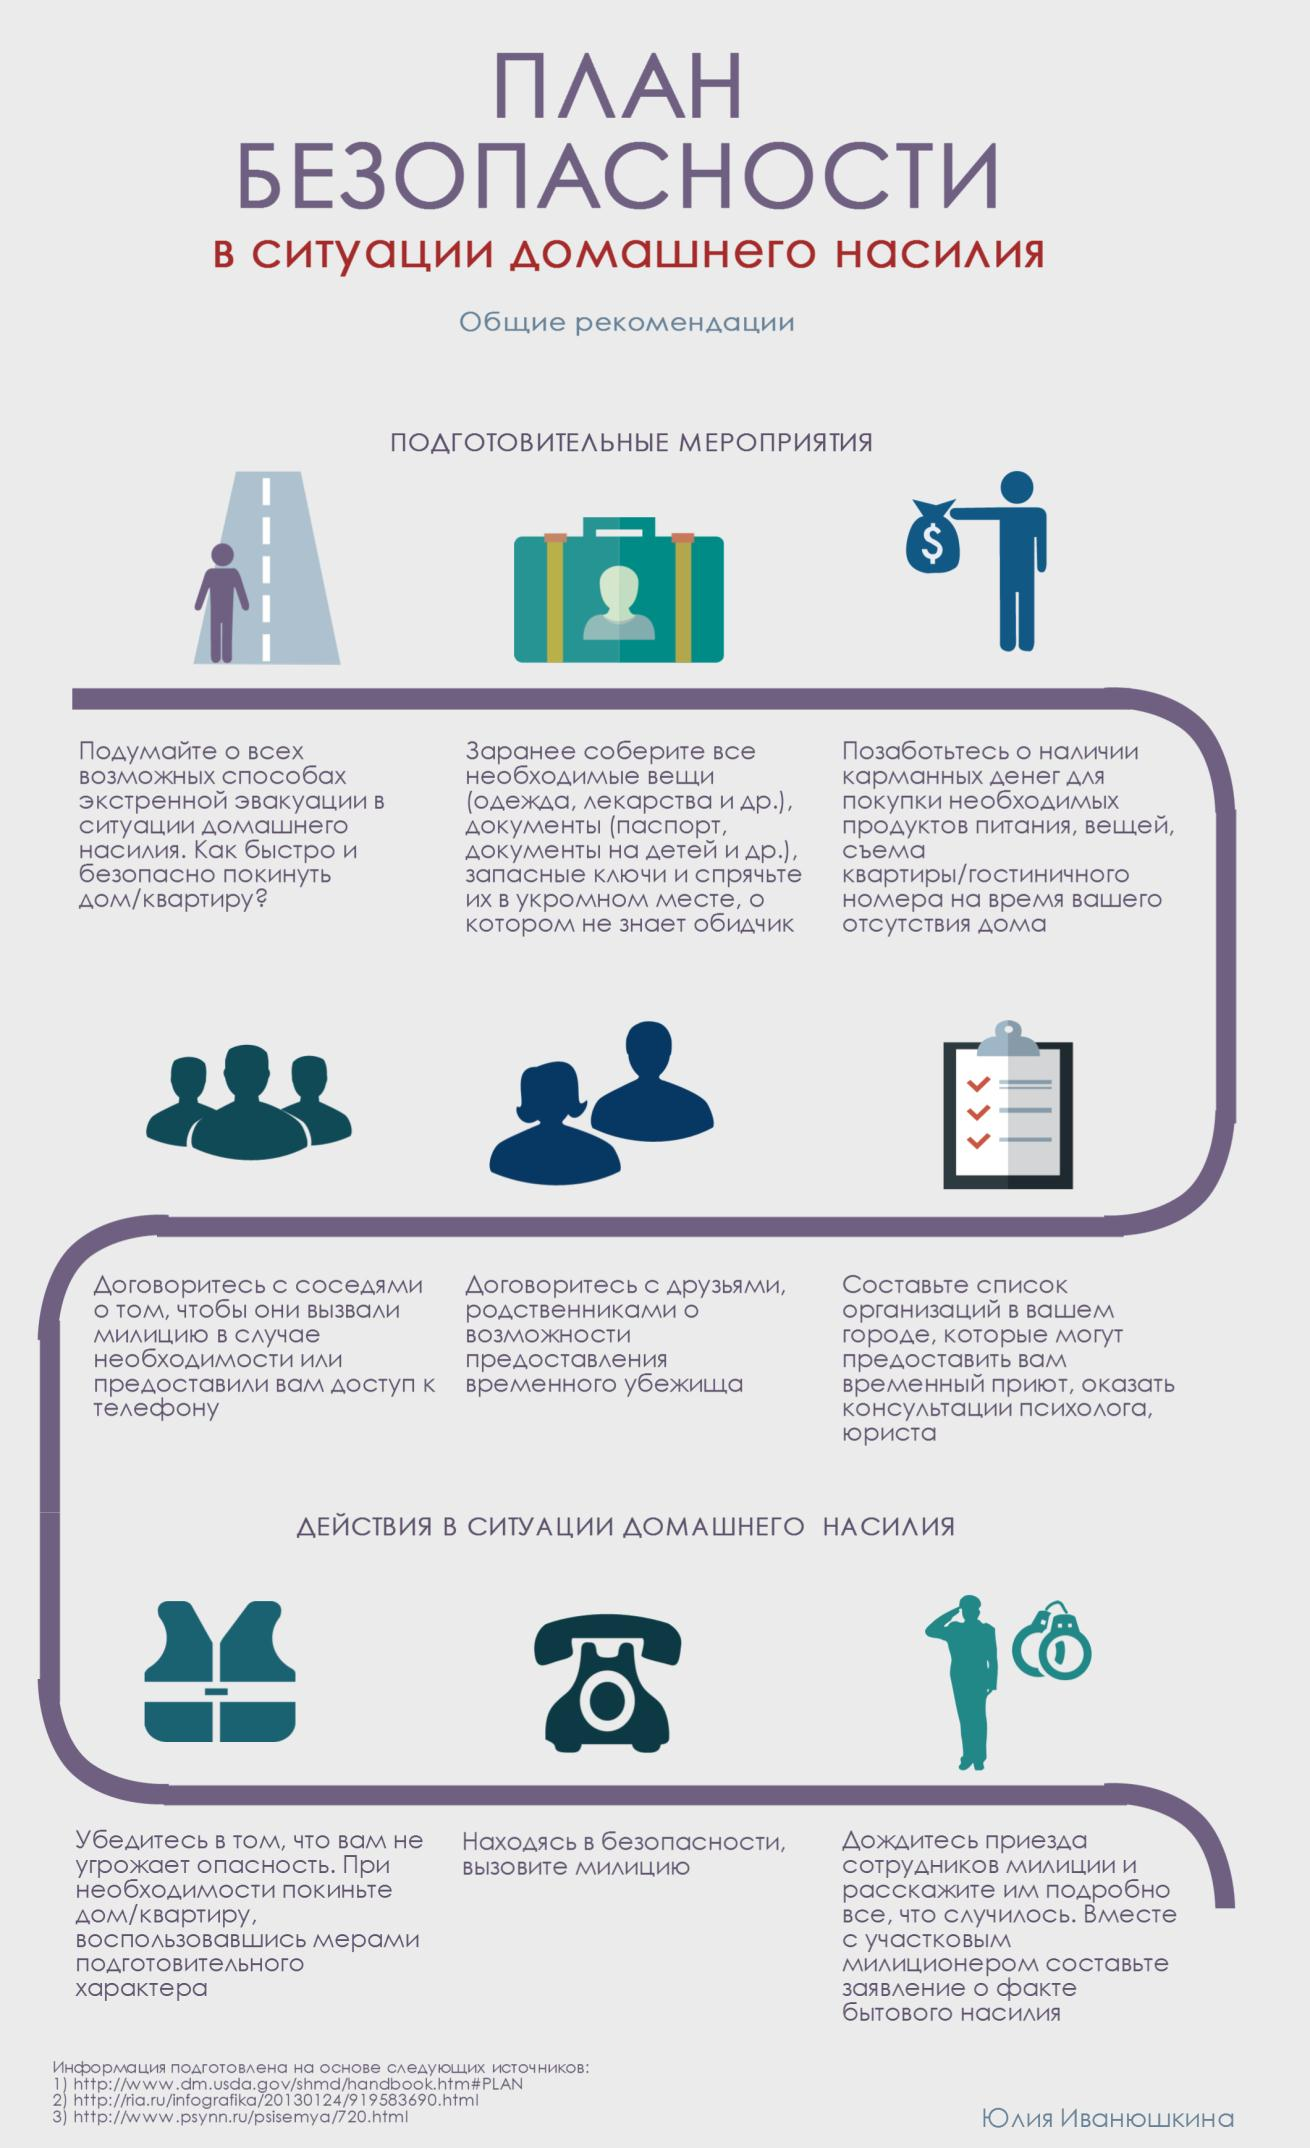 ПЛАН
БЕЗОПАСНОСТИ
в ситуации домашнего насилия
Общие рекомендации
ПОДГОТОВИТЕЛЬНЫЕ МЕРОПРИЯТИЯ
$
Подумайте о всех
возможных способах
экстренной эвакуации в
ситуации домашнего
насилия. Как быстро и
безопасно покинуть
дом/квартиру?
Заранее соберите все
необходимые вещи
(одежда, лекарства и др.),
документы (паспорт,
документы на детей и др.),
запасные ключи и спрячьте
их в укромном месте, о
котором не знает обидчик
Позаботьтесь о наличии
карманных денег для
покупки необходимых
продуктов питания, вещей,
съема
квартиры/гостиничного
номера на время вашего
отсутствия дома
Договоритесь с соседями
о том, чтобы они вызвали
милицию в случае
необходимости или
предоставили вам доступ к
телефону
Договоритесь с друзьями,
родственниками о
возможности
предоставления
временного убежища
Составьте список
организаций в вашем
городе, которые могут
предоставить вам
временный приют, оказать
консультации психолога,
юриста
ДЕЙСТВИЯ В СИТУАЦИИ ДОМАШНЕГО НАСИЛИЯ
Убедитесь в том, что вам не
угрожает опасность. При
необходимости покиньте
дом/квартиру,
воспользовавшись мерами
подготовительного
характера
Находясь в безопасности,
вызовите милицию
Дождитесь приезда
сотрудников милиции и
расскажите им подробно
все, что случилось. Вместе
с участковым
милиционером составьте
заявление о факте
бытового насилия
Информация подготовлена на основе следующих источников:
1) http://www.dm.usda.gov/shmd/handbook.htm#PLAN
2) http://ria.ru/infografika/20130124/919583690.html
3) http://www.psynn.ru/psisemya/720.html
Юлия Иванюшкина